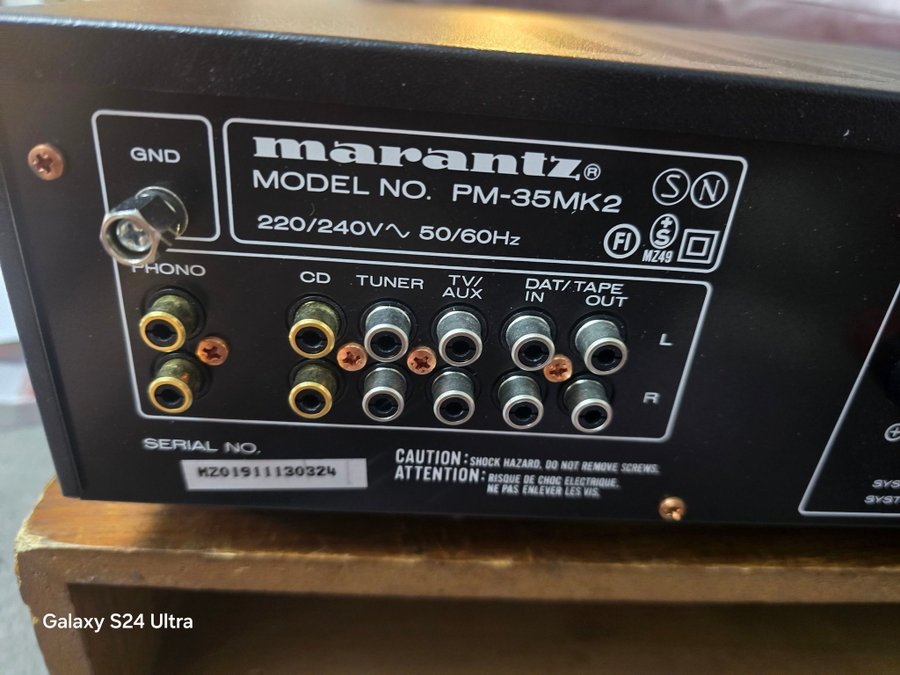 GND
marantz®
MODEL NO. PM-35MK2
220/240V∿ 50/60Hz
S N
FI
+S
MZ49
PHONO
CD
TUNER
TV/
AUX
DAT/TAPE
IN OUT
L
R
SERIAL NO.
MZ01911130324
CAUTION: SHOCK HAZARD, DO NOT REMOVE SCREWS.
ATTENTION: RISQUE DE CHOC ELECTRIQUE,
NE PAS ENLEVER LES VIS.
SYS
SYST
Galaxy S24 Ultra